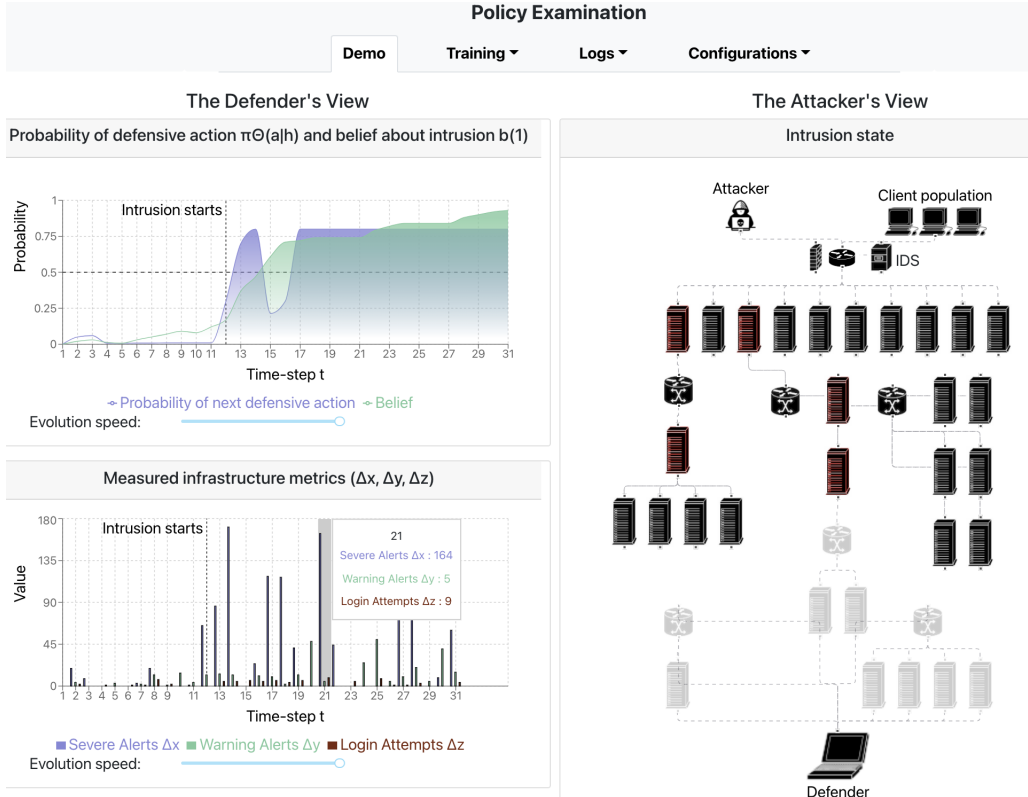 Policy Examination
Demo
Training
Logs
Configurations
The Defender's View
Probability of defensive action πΘ(a|h) and belief about intrusion b(1)
Probability
1
0.75
0.5
0.25
0
Intrusion starts
1 2 3 4 5 6 7 8 9 10 11 13 15 17 19 21 23 25 27 29 31
Time-step t
Probability of next defensive action
Belief
Evolution speed:
Measured infrastructure metrics (Δx, Δy, Δz)
Value
180
135
90
45
0
Intrusion starts
21
Severe Alerts Δx : 164
Warning Alerts Δy : 5
Login Attempts Δz : 9
1 2 3 4 5 6 7 8 9 11 13 15 17 19 21 23 25 27 29 31
Time-step t
Severe Alerts Δx
Warning Alerts Δy
Login Attempts Δz
Evolution speed:
The Attacker's View
Intrusion state
Attacker
Client population
IDS
Defender